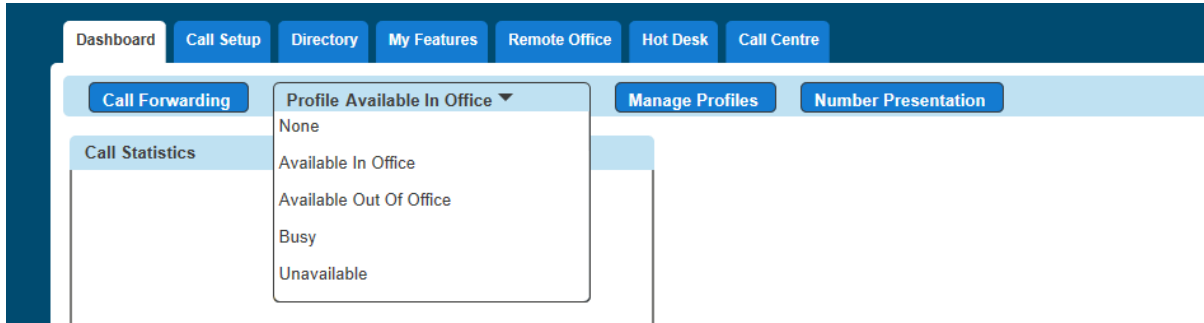 Dashboard Call Setup Directory My Features Remote Office Hot Desk Call Centre
Call Forwarding Profile Available In Office Manage Profiles Number Presentation
None
Call Statistics
Available In Office
Available Out Of Office
Busy
Unavailable